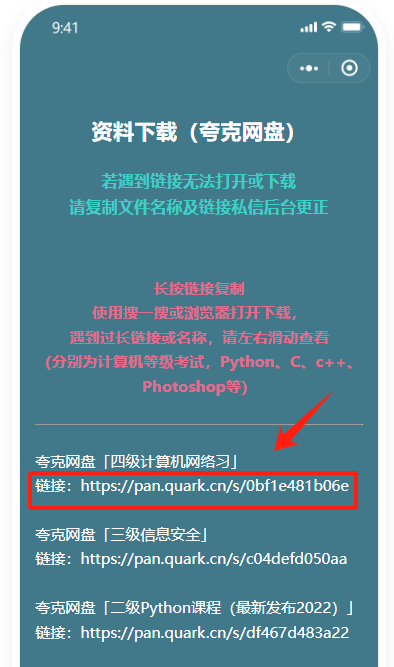 9:41
资料下载（夸克网盘）
若遇到链接无法打开或下载
请复制文件名称及链接私信后台更正
长按链接复制
使用搜一搜或浏览器打开下载，
遇到过长链接或名称，请左右滑动查看
(分别为计算机等级考试，Python、C、c++、
Photoshop等)
夸克网盘「四级计算机网络习」
链接：https://pan.quark.cn/s/0bf1e481b06e
夸克网盘「三级信息安全」
链接：https://pan.quark.cn/s/c04defd050aa
夸克网盘「二级Python课程（最新发布2022）」
链接：https://pan.quark.cn/s/df467d483a22